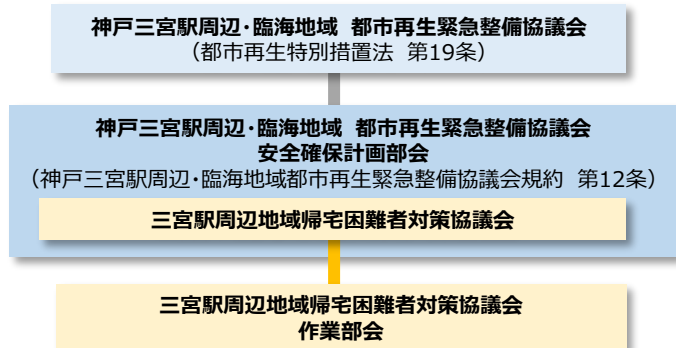 神戸三宮駅周辺・臨海地域 都市再生緊急整備協議会
（都市再生特別措置法 第19条）
神戸三宮駅周辺・臨海地域 都市再生緊急整備協議会
安全確保計画部会
（神戸三宮駅周辺・臨海地域都市再生緊急整備協議会規約 第12条）
三宮駅周辺地域帰宅困難者対策協議会
三宮駅周辺地域帰宅困難者対策協議会
作業部会